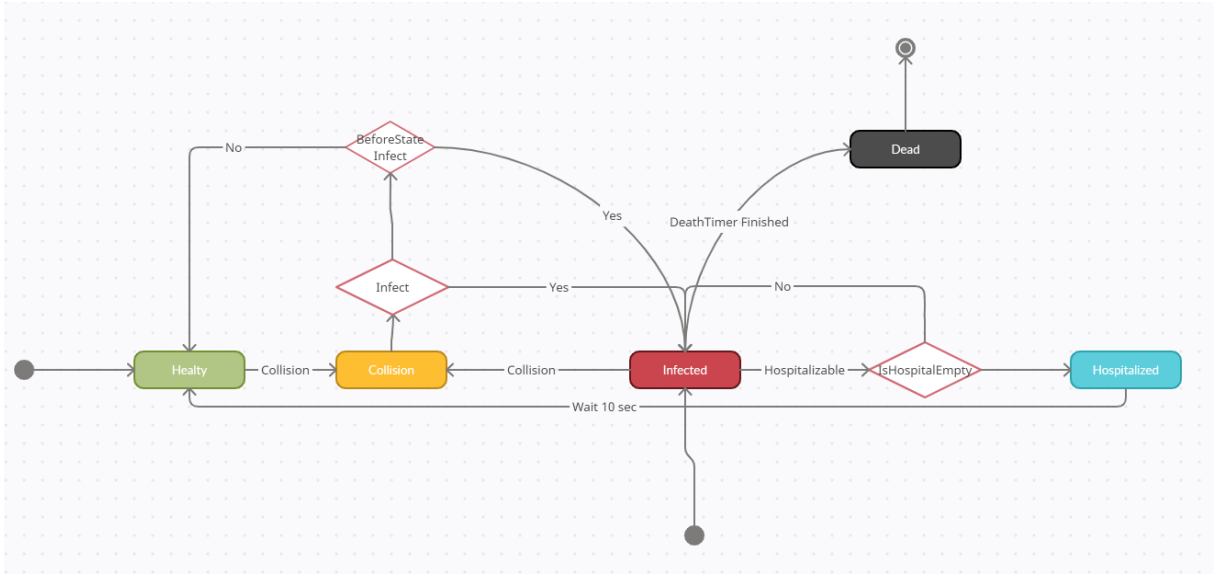 BeforeState
Infect
No
Dead
Yes
DeathTimer Finished
Infect
Yes
No
Healty
Collision
Collision
Collision
Infected
Hospitalizable
IsHospitalEmpty
Hospitalized
Wait 10 sec